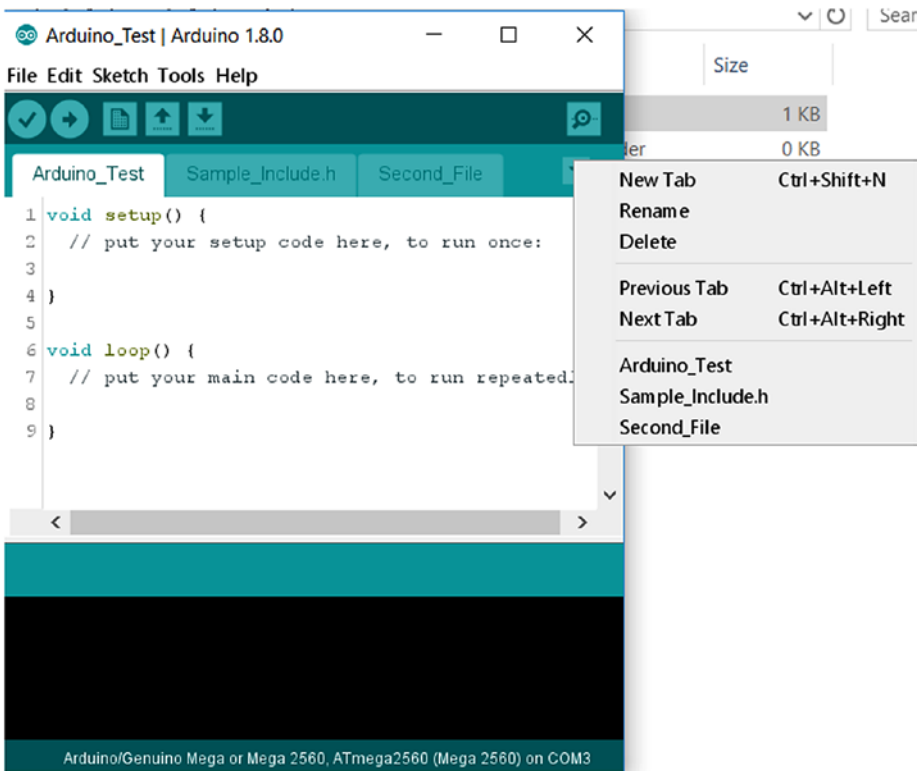 Arduino_Test | Arduino 1.8.0
File Edit Sketch Tools Help
Arduino_Test Sample_Include.h Second_File
1 void setup() {
2 // put your setup code here, to run once:
3
4 }
5
6 void loop() {
7 // put your main code here, to run
8
9 }
Arduino/Genuino Mega or Mega 2560, ATmega2560 (Mega 2560) on COM3
Size
1 KB
0 KB
New Tab Ctrl+Shift+N
Rename
Delete
Previous Tab Ctrl+Alt+Left
Next Tab Ctrl+Alt+Right
Arduino_Test
Sample_Include.h
Second_File